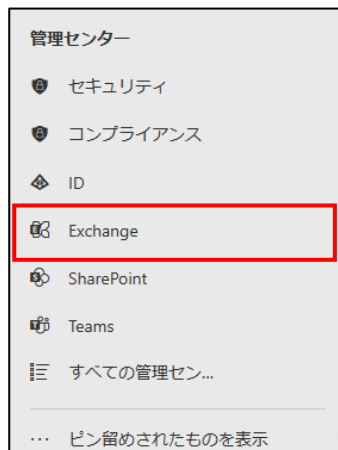 管理センター
セキュリティ
コンプライアンス
ID
Exchange
SharePoint
Teams
すべての管理セン...
ピン留めされたものを表示